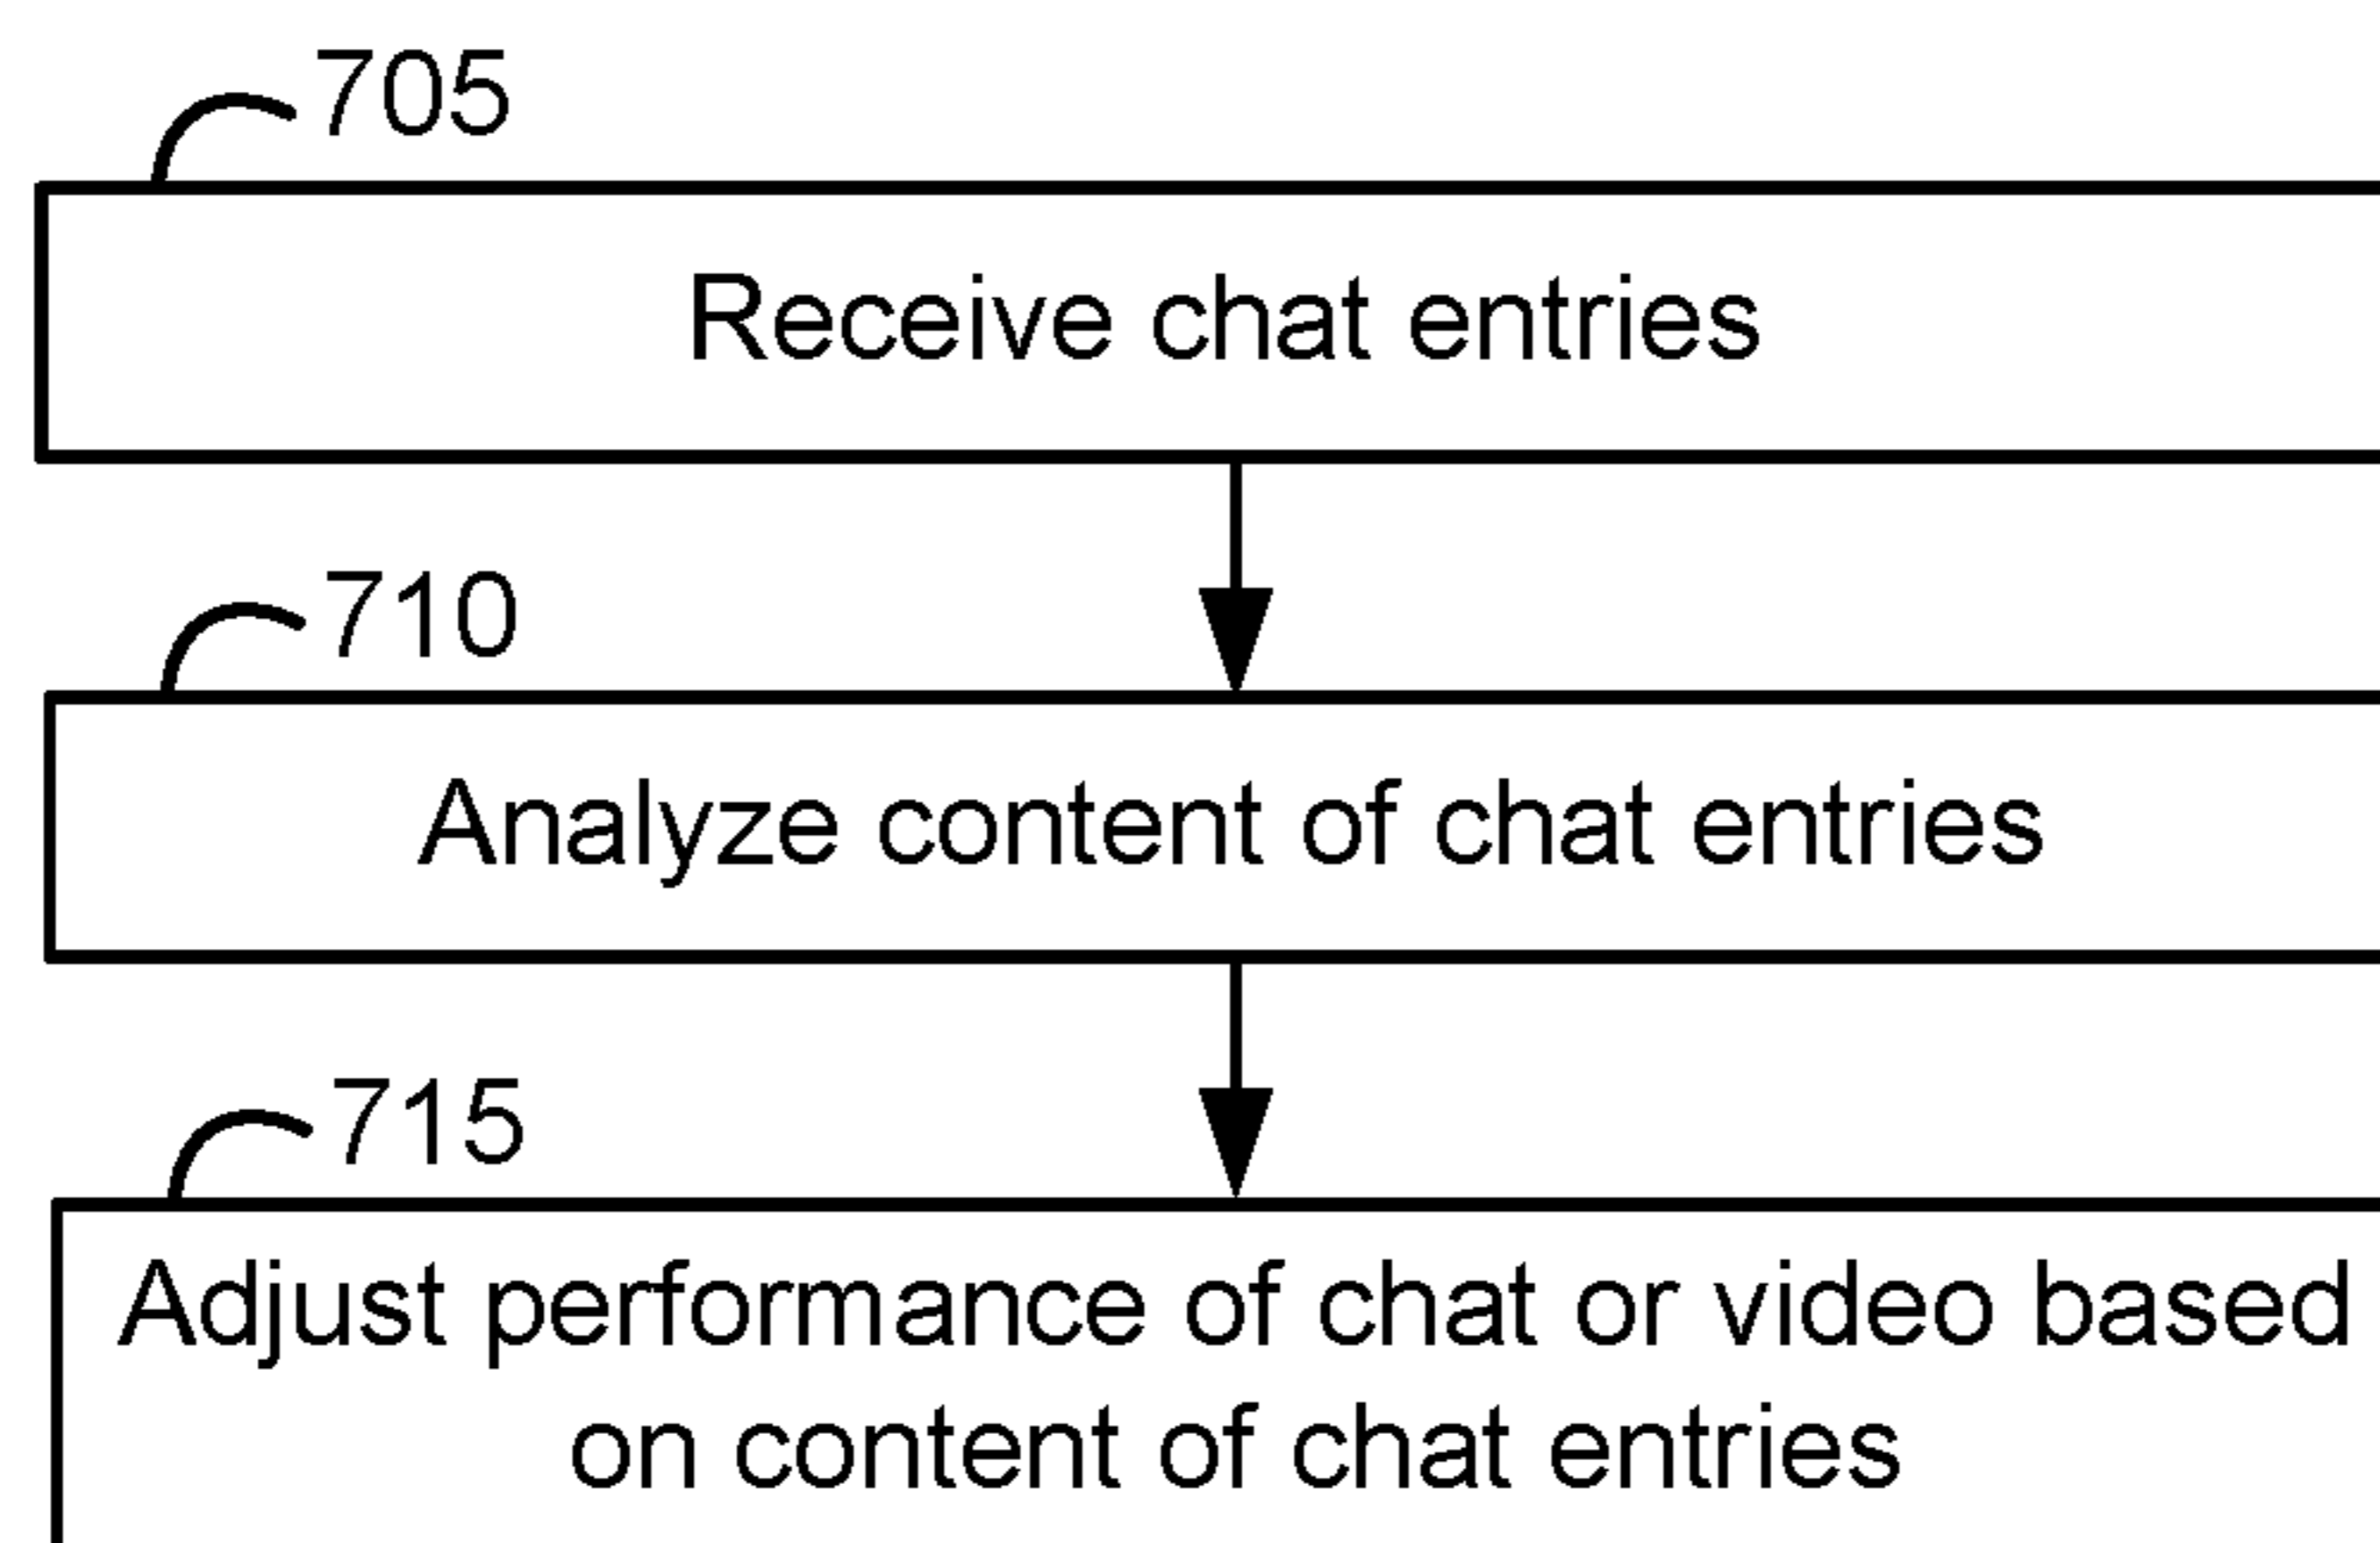 705
Receive chat entries
710
Analyze content of chat entries
715
Adjust performance of chat or video based
on content of chat entries